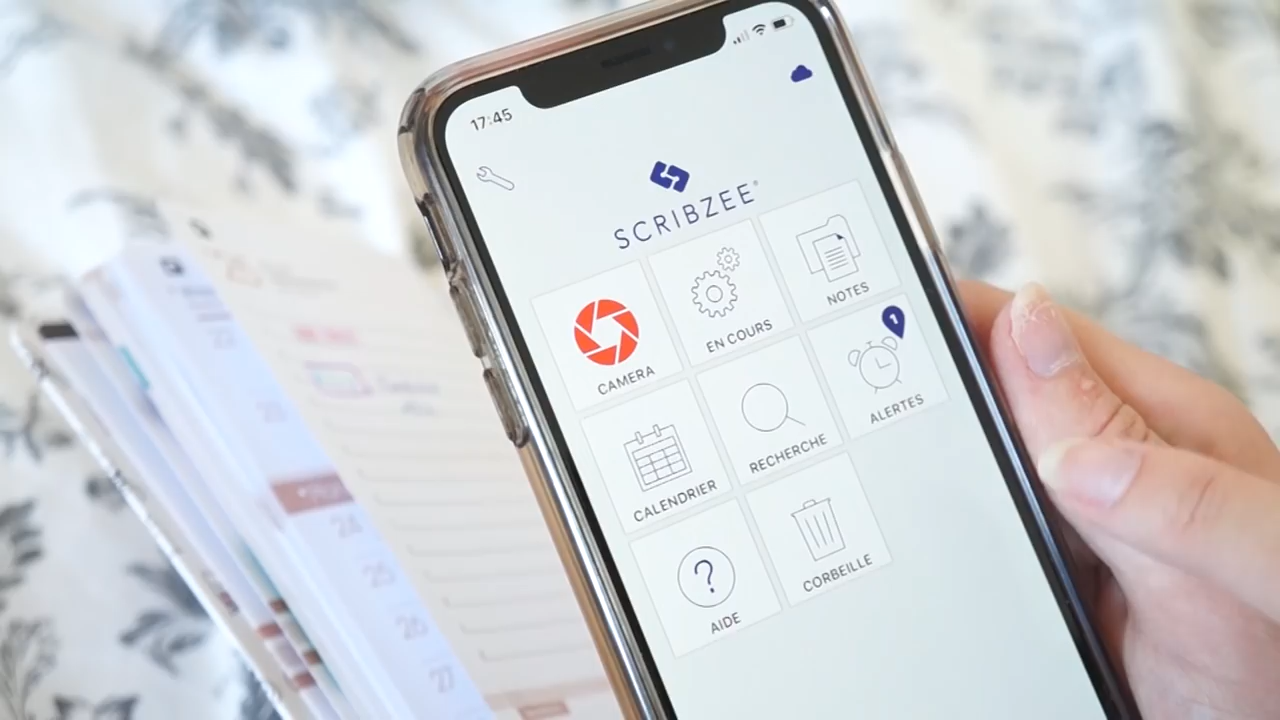 17:45
SCRIBZEE®
CAMERA
EN COURS
NOTES
CALENDRIER
RECHERCHE
1
ALERTES
AIDE
?
CORBEILLE
24
25
26
27